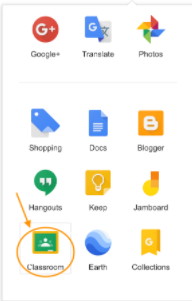 G+
Google+ Translate Photos
Shopping Docs Blogger
Hangouts Keep Jamboard
Classroom Earth Collections